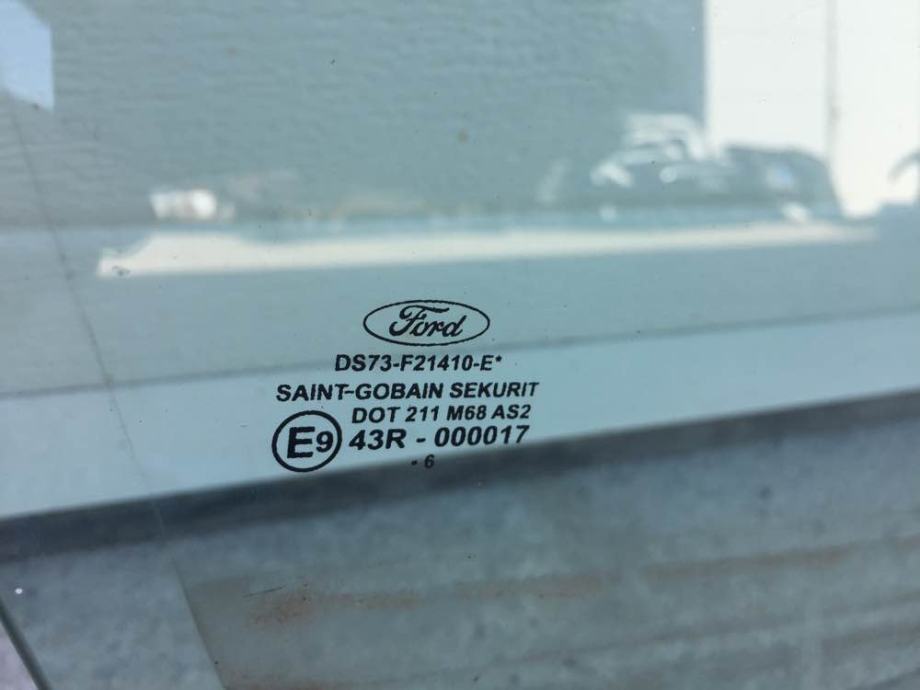 Ford
DS73-F21410-E*
SAINT-GOBAIN SEKURIT
DOT 211 M68 AS2
E9 43R - 000017
· 6